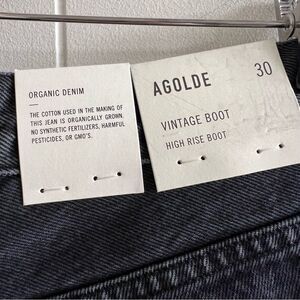 ORGANIC DENIM
THE COTTON USED IN THE MAKING OF
THIS JEAN IS ORGANICALLY GROWN.
NO SYNTHETIC FERTILIZERS, HARMFUL
PESTICIDES, OR GMO'S.
AGOLDE 30
VINTAGE BOOT
HIGH RISE BOOT